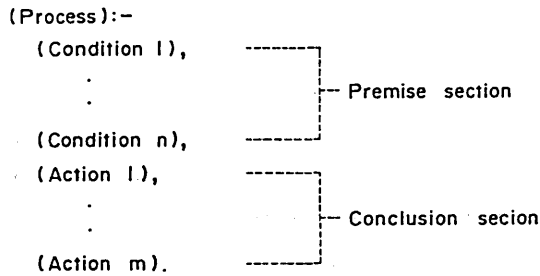 (Process):-
(Condition 1),
.
.
Premise section
(Condition n),
(Action 1),
.
.
Conclusion secion
(Action m).